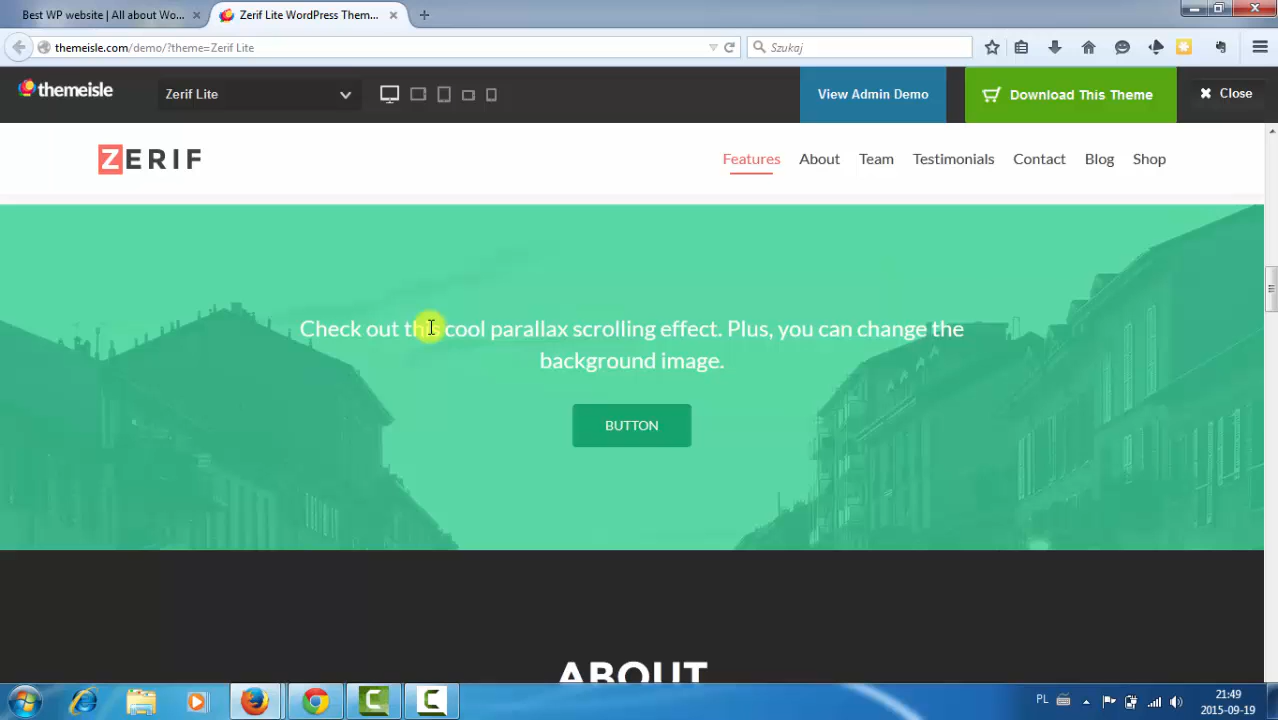 Best WP website | All about Wo...
Zerif Lite WordPress Them...
themeisle.com/demo/?theme=Zerif Lite
Szukaj
themeisle
Zerif Lite
View Admin Demo
Download This Theme
Close
ZERIF
Features
About
Team
Testimonials
Contact
Blog
Shop
Check out this cool parallax scrolling effect. Plus, you can change the
background image.
BUTTON
ABOUT
PL
21:49
2015-09-19